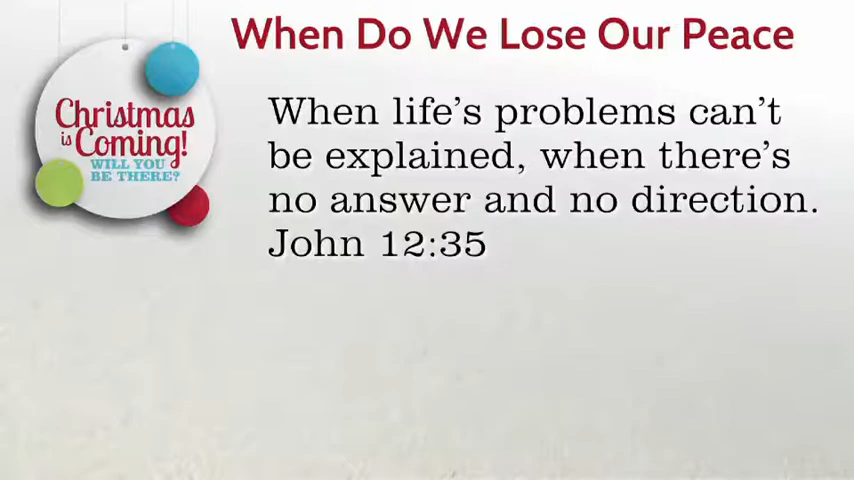 When Do We Lose Our Peace
Christmas
is Coming!
WILL YOU
BE THERE?
When life's problems can't
be explained, when there's
no answer and no direction.
John 12:35